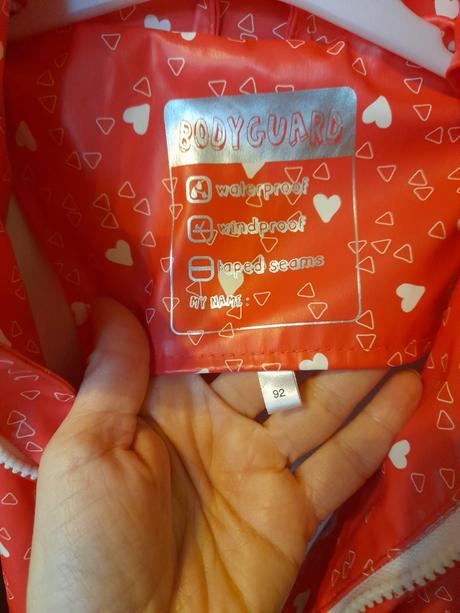 BODYGUARD
waterproof
windproof
taped seams
MY NAME:
92